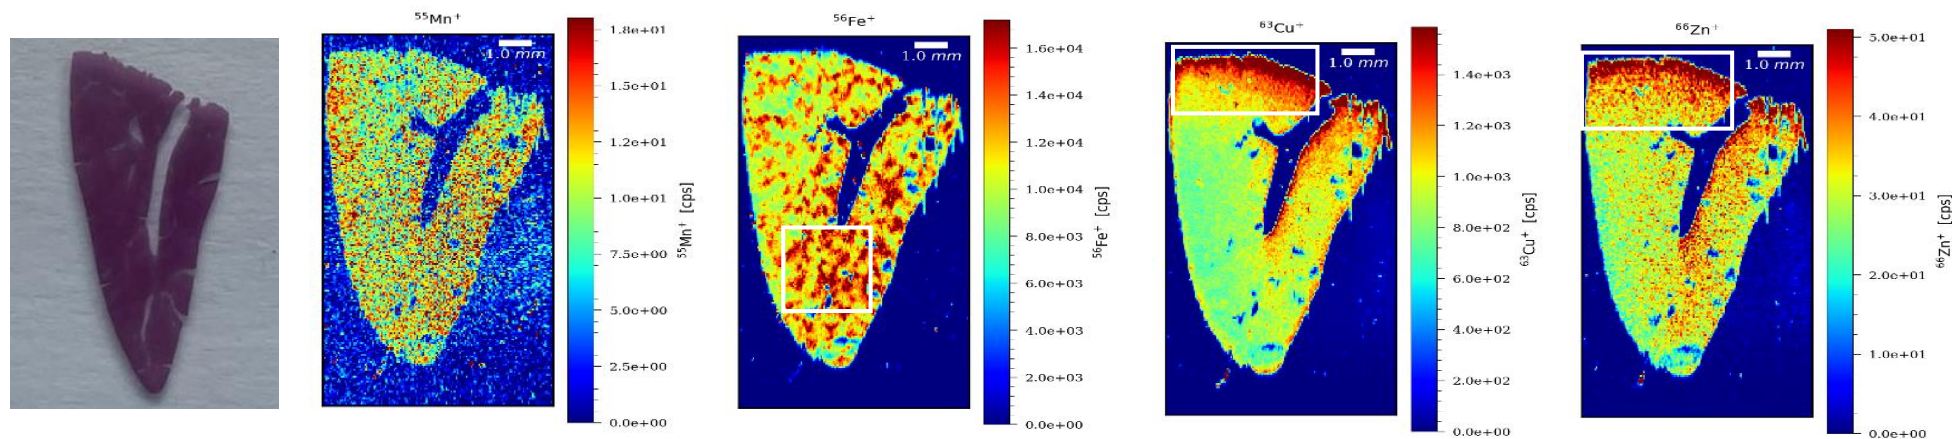 ⁵⁵Mn⁺
1.0 mm
1.8e+01
1.5e+01
1.2e+01
1.0e+01
7.5e+00
5.0e+00
2.5e+00
0.0e+00
⁵⁵Mn⁺ [cps]
⁵⁶Fe⁺
1.0 mm
1.6e+04
1.4e+04
1.2e+04
1.0e+04
8.0e+03
6.0e+03
4.0e+03
2.0e+03
0.0e+00
⁵⁶Fe⁺ [cps]
⁶³Cu⁺
1.0 mm
1.4e+03
1.2e+03
1.0e+03
8.0e+02
6.0e+02
4.0e+02
2.0e+02
0.0e+00
⁶³Cu⁺ [cps]
⁶⁶Zn⁺
1.0 mm
5.0e+01
4.0e+01
3.0e+01
2.0e+01
1.0e+01
0.0e+00
⁶⁶Zn⁺ [cps]